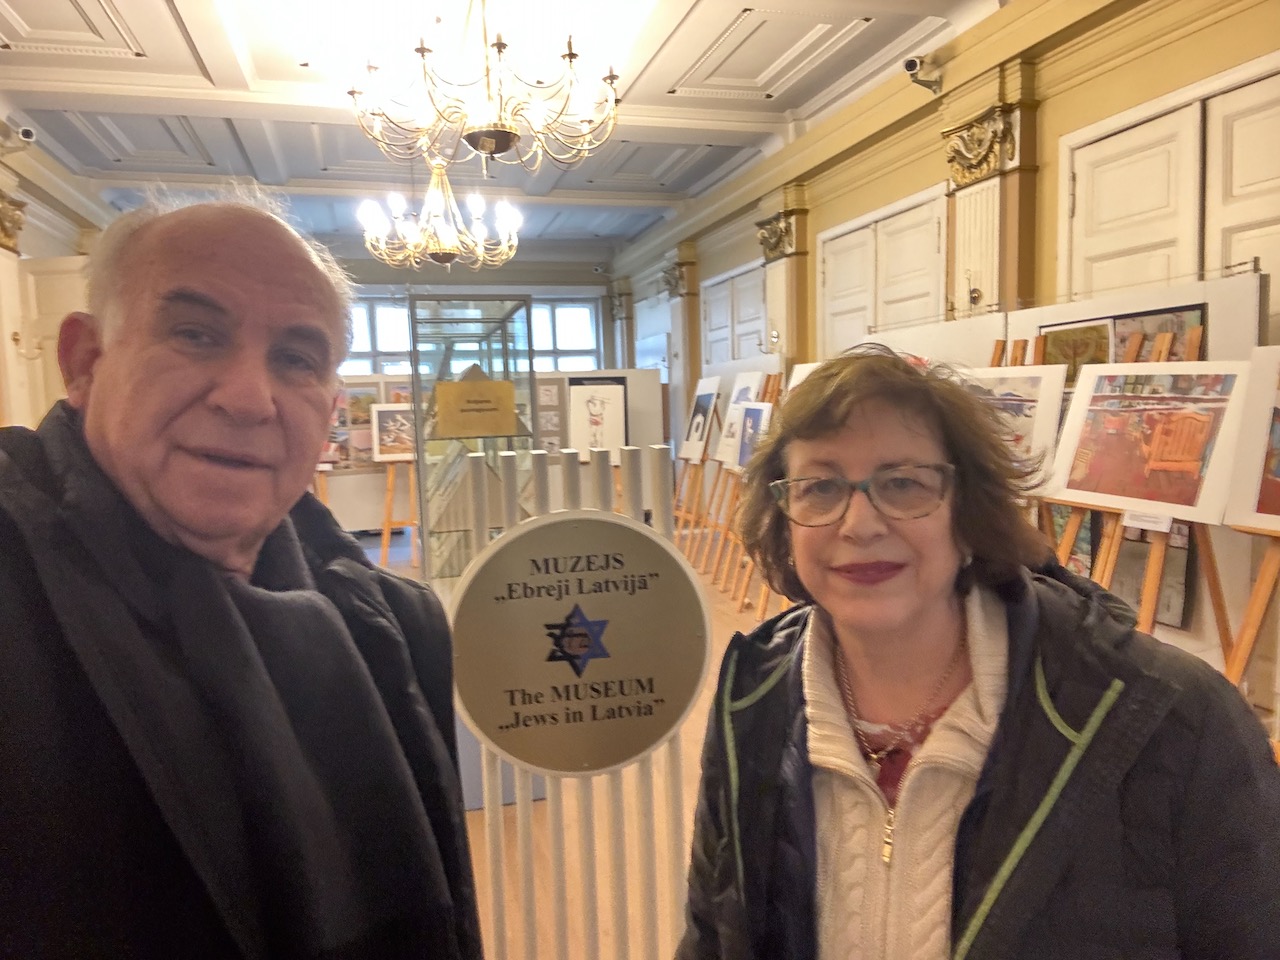 MUZEJS
„Ebreji Latvijā”
The MUSEUM
„Jews in Latvia”